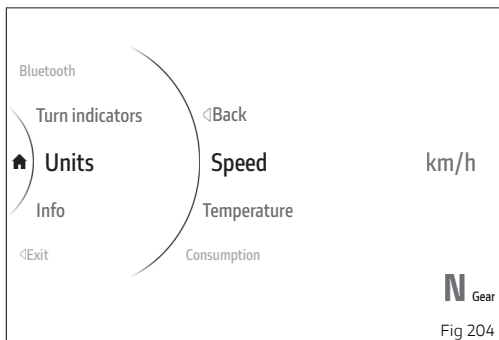 Bluetooth
Turn indicators
Back
Units
Speed
km/h
Info
Temperature
Exit
Consumption
N Gear
Fig 204